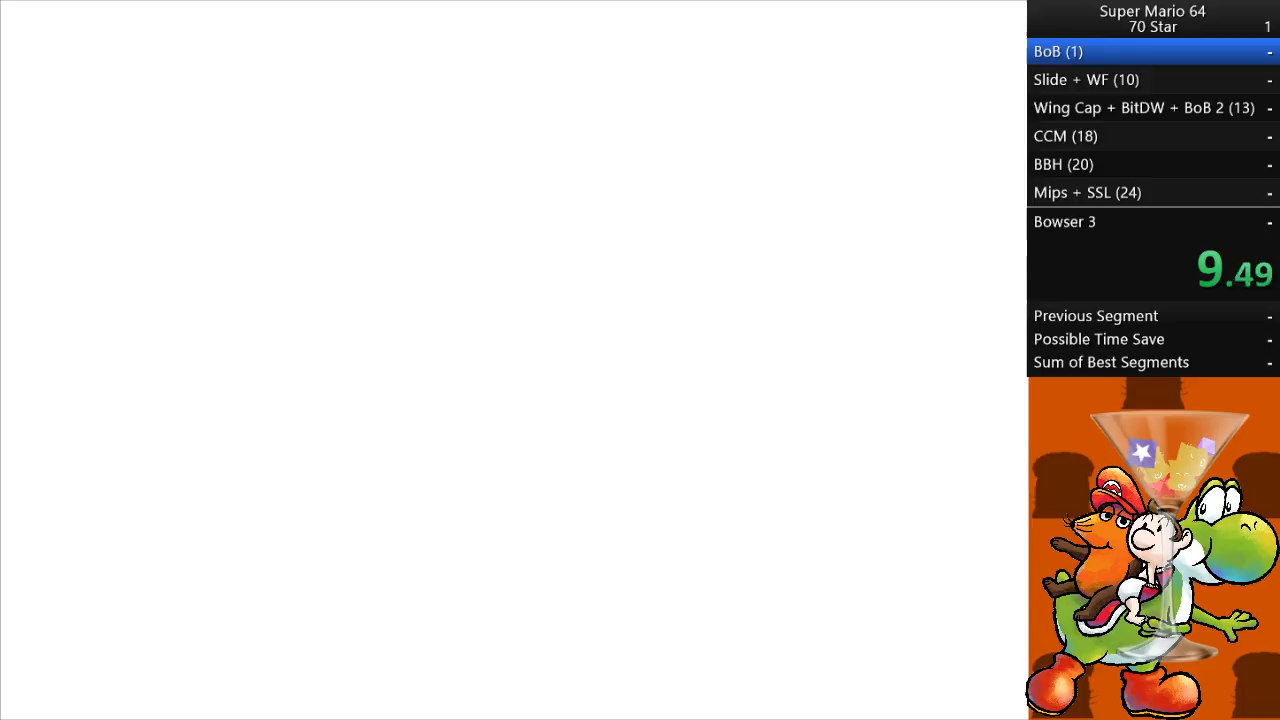 Super Mario 64
70 Star 1
BoB (1) -
Slide + WF (10) -
Wing Cap + BitDW + BoB 2 (13) -
CCM (18) -
BBH (20) -
Mips + SSL (24) -
Bowser 3 -
9.49
Previous Segment -
Possible Time Save -
Sum of Best Segments -